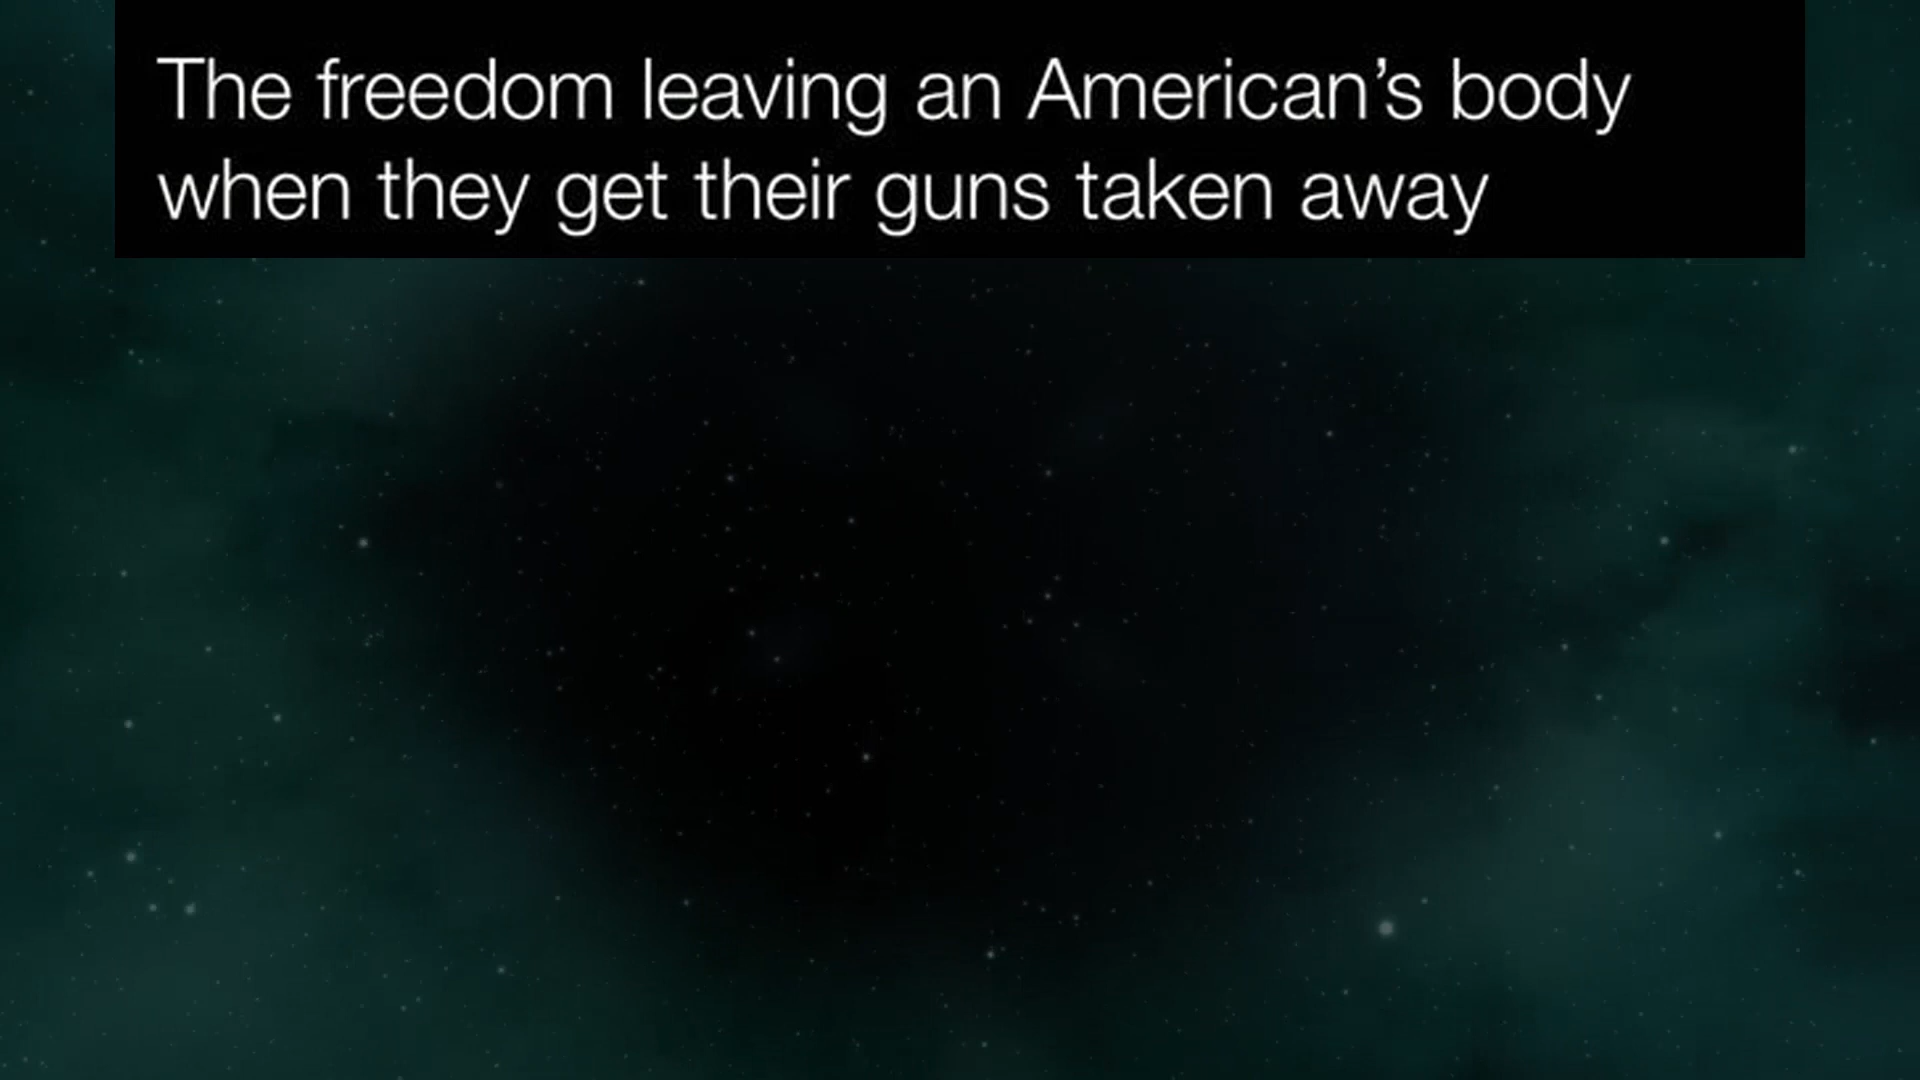 The freedom leaving an American’s body
when they get their guns taken away